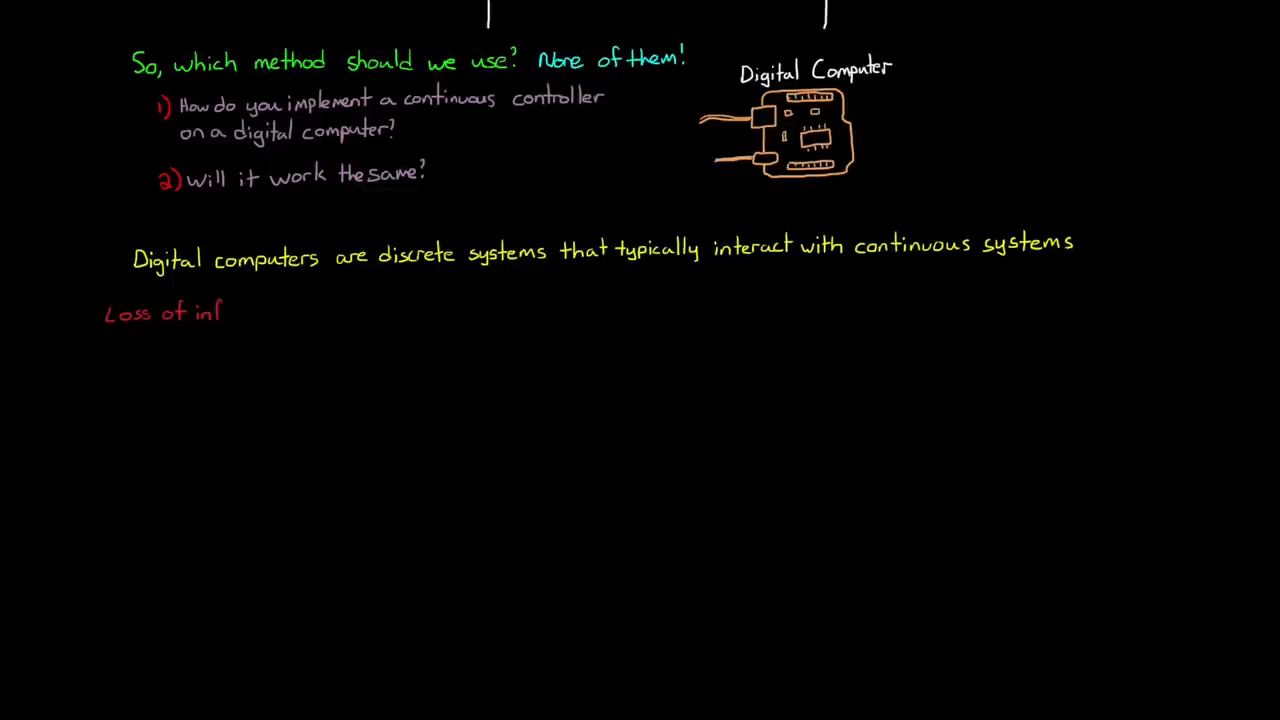 So, which method should we use? None of them!
Digital Computer
1) How do you implement a continuous controller
on a digital computer?
2) Will it work the same?
Digital computers are discrete systems that typically interact with continuous systems
Loss of inf